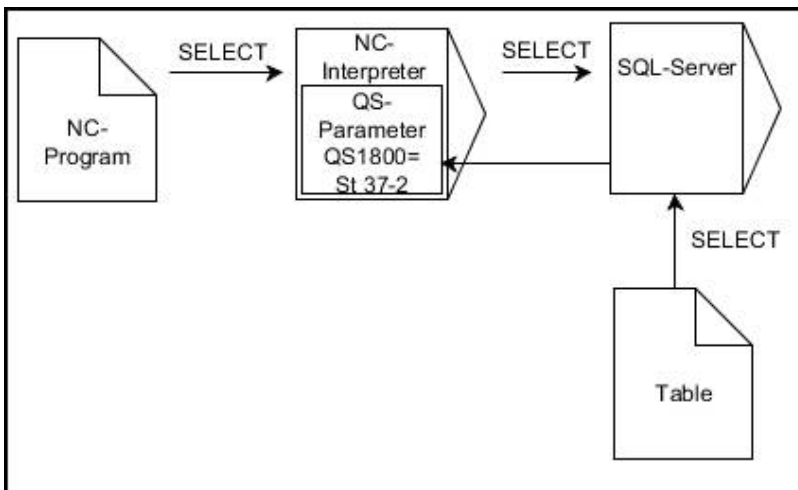 NC-
Program
SELECT
NC-
Interpreter
QS-
Parameter
QS1800=
St 37-2
SELECT
SQL-Server
SELECT
Table